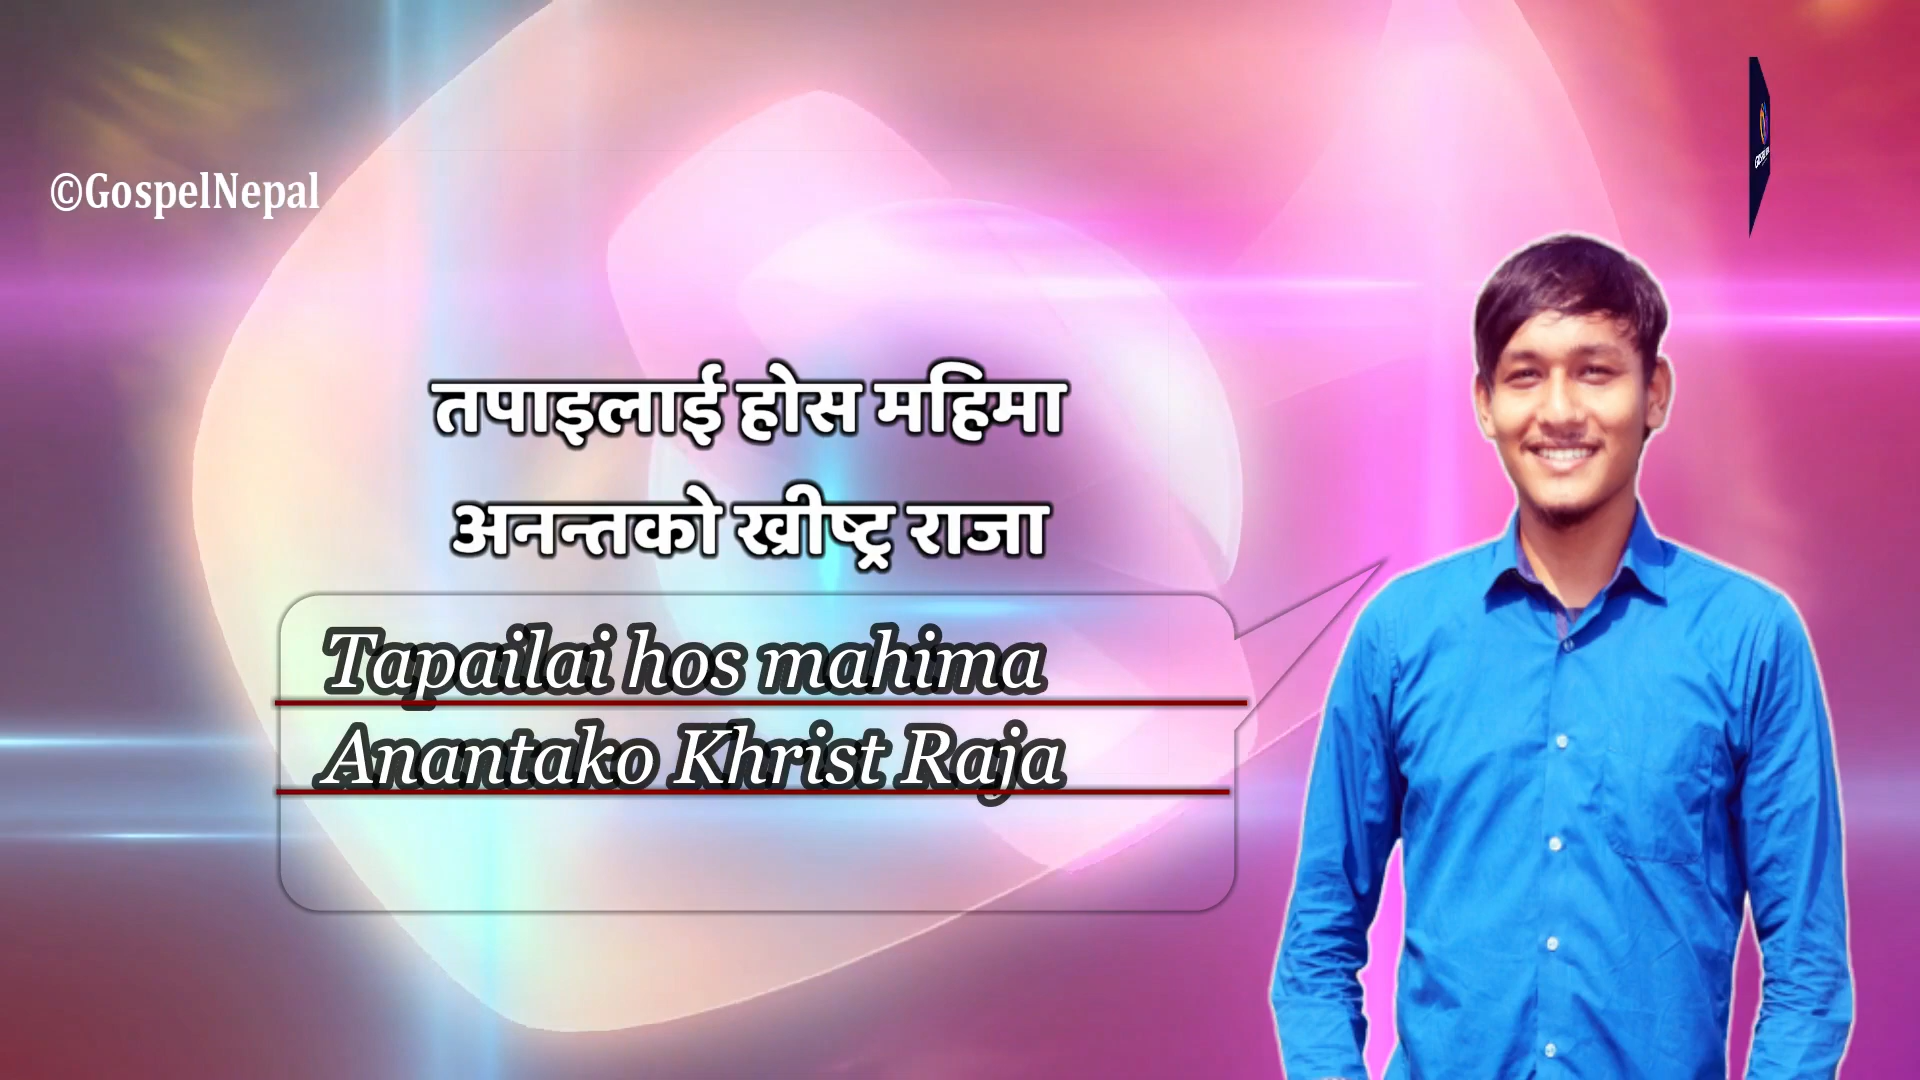 ©GospelNepal
तपाइलाई होस महिमा
अनन्तको ख्रीष्ट्र राजा
Tapailai hos mahima
Anantako Khrist Raja